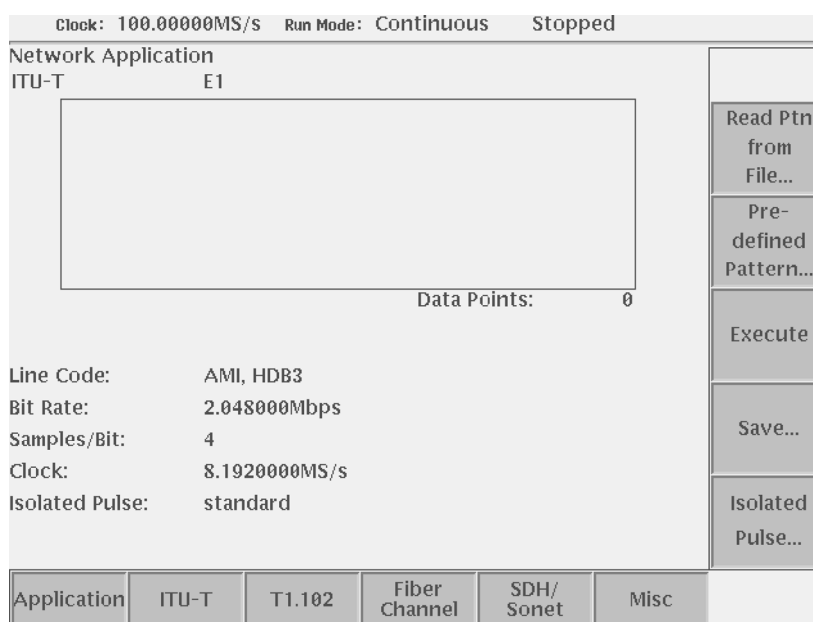 Clock: 100.00000MS/s Run Mode: Continuous Stopped
Network Application
ITU-T E1
Data Points: 0
Line Code: AMI, HDB3
Bit Rate: 2.048000Mbps
Samples/Bit: 4
Clock: 8.1920000MS/s
Isolated Pulse: standard
Read Ptn
from
File...
Pre-
defined
Pattern...
Execute
Save...
Isolated
Pulse...
Application
ITU-T
T1.102
Fiber
Channel
SDH/
Sonet
Misc